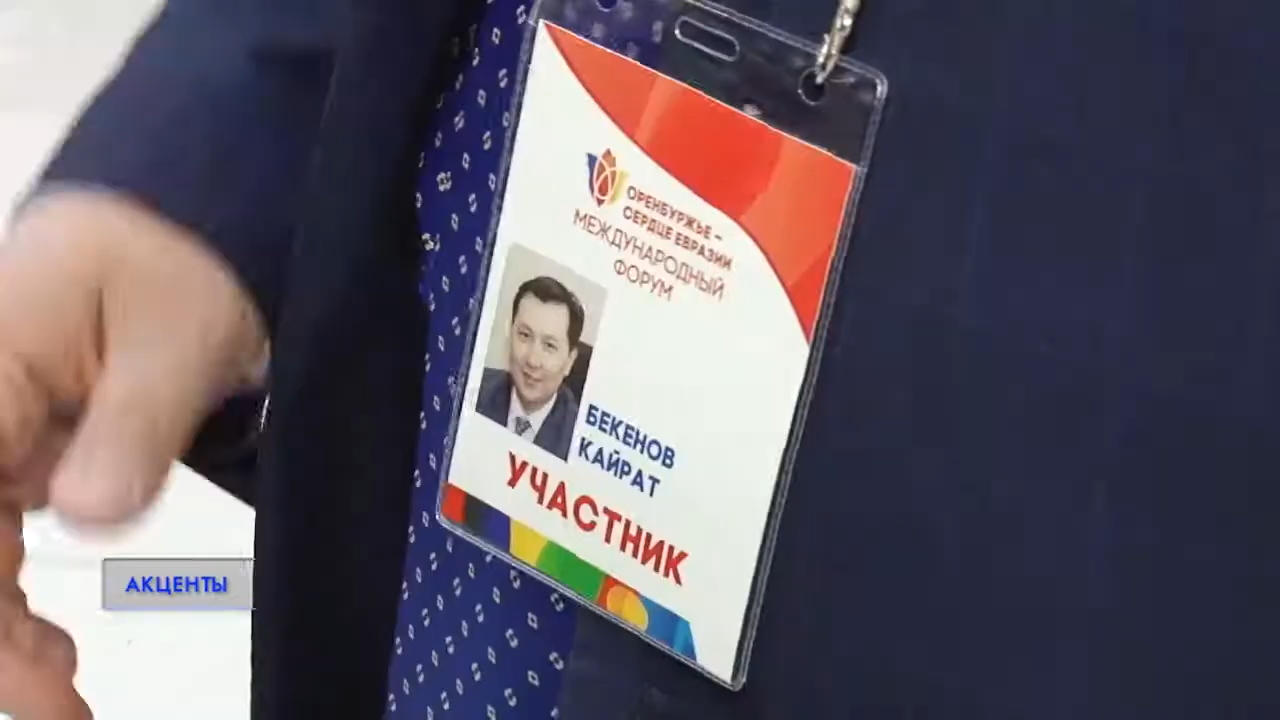 ОРЕНБУРЖЬЕ –
СЕРДЦЕ ЕВРАЗИИ
МЕЖДУНАРОДНЫЙ
ФОРУМ
БЕКЕНОВ
КАЙРАТ
УЧАСТНИК
АКЦЕНТЫ